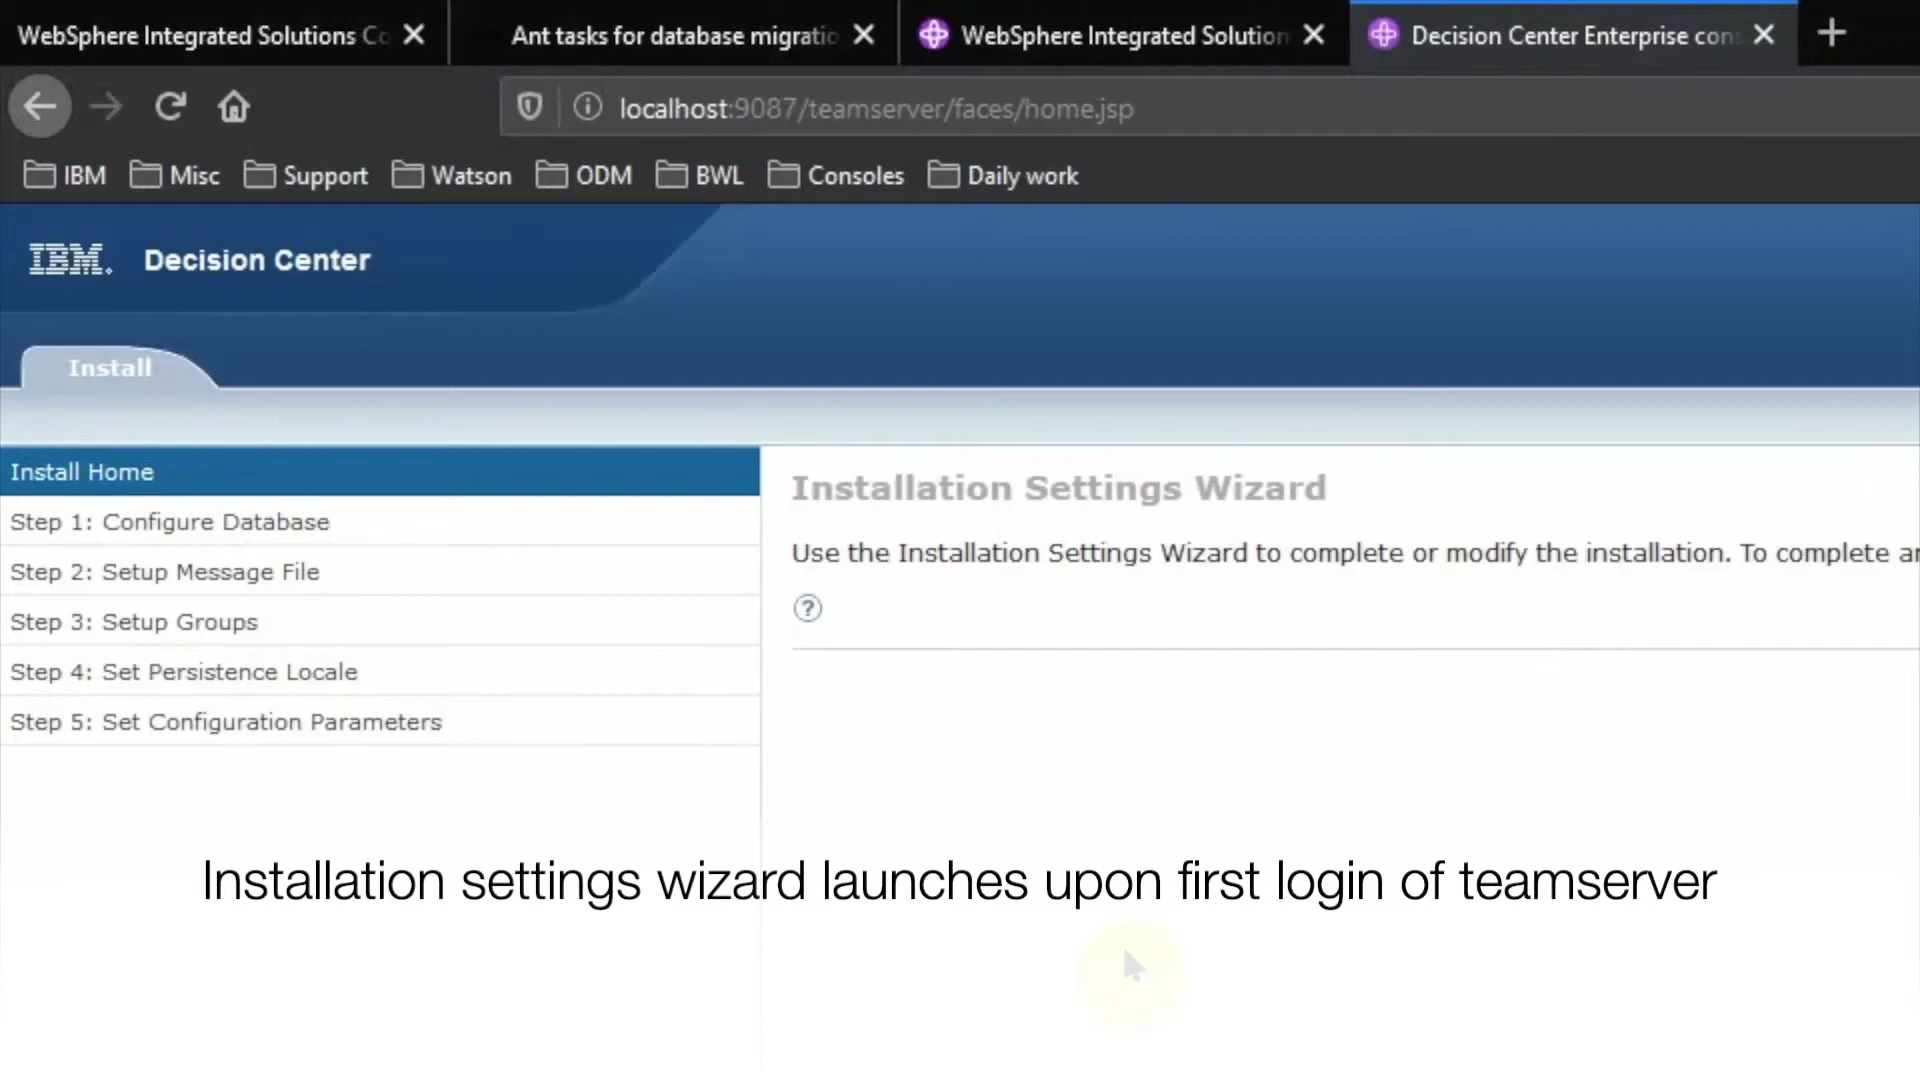 WebSphere Integrated Solutions Co
Ant tasks for database migratio
WebSphere Integrated Solution
Decision Center Enterprise con
localhost:9087/teamserver/faces/home.jsp
IBM Misc Support Watson ODM BWL Consoles Daily work
IBM. Decision Center
Install
Install Home
Step 1: Configure Database
Step 2: Setup Message File
Step 3: Setup Groups
Step 4: Set Persistence Locale
Step 5: Set Configuration Parameters
Installation Settings Wizard
Use the Installation Settings Wizard to complete or modify the installation. To complete
?
Installation settings wizard launches upon first login of teamserver